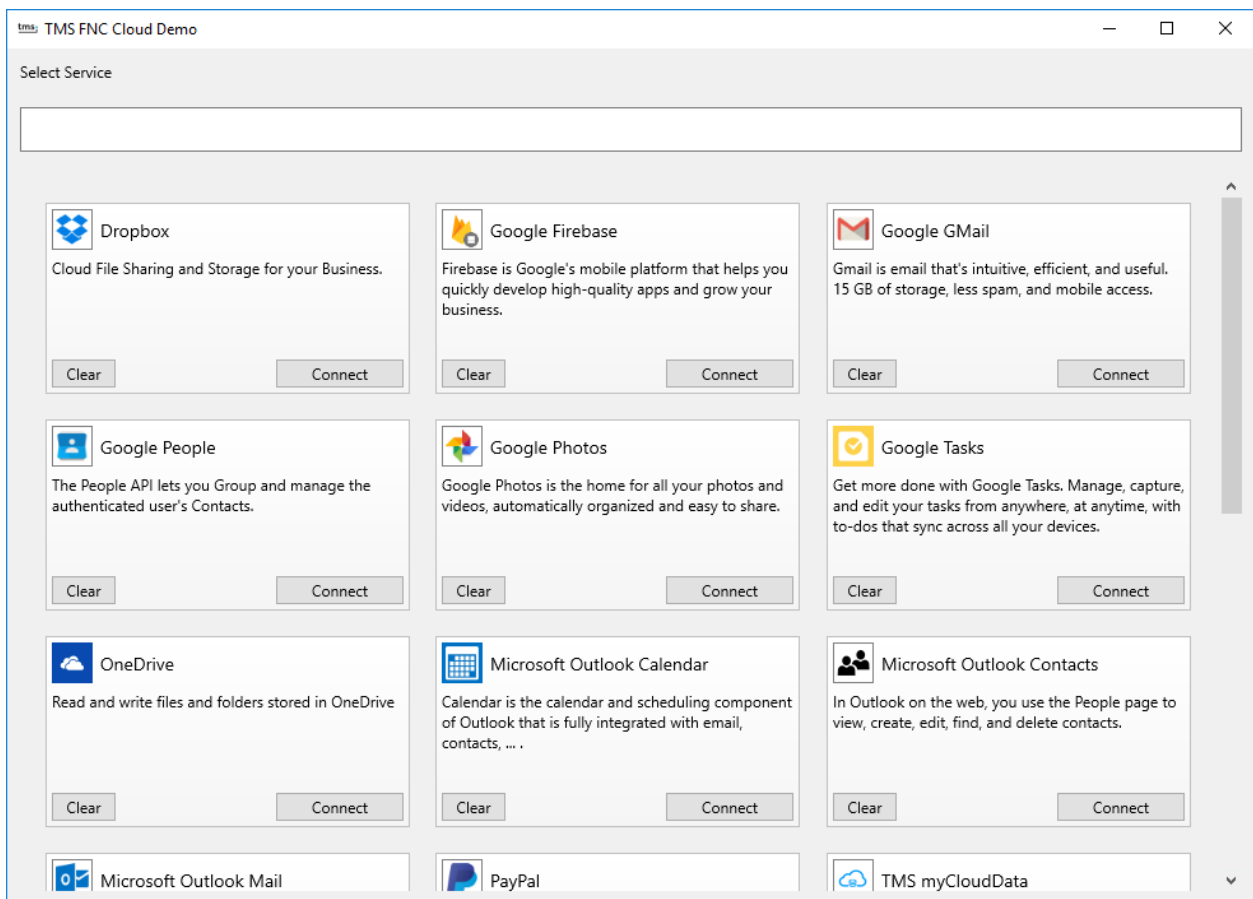 tms TMS FNC Cloud Demo
Select Service
Dropbox
Cloud File Sharing and Storage for your Business.
Clear
Connect
Google Firebase
Firebase is Google's mobile platform that helps you
quickly develop high-quality apps and grow your
business.
Clear
Connect
Google GMail
Gmail is email that's intuitive, efficient, and useful.
15 GB of storage, less spam, and mobile access.
Clear
Connect
Google People
The People API lets you Group and manage the
authenticated user's Contacts.
Clear
Connect
Google Photos
Google Photos is the home for all your photos and
videos, automatically organized and easy to share.
Clear
Connect
Google Tasks
Get more done with Google Tasks. Manage, capture,
and edit your tasks from anywhere, at anytime, with
to-dos that sync across all your devices.
Clear
Connect
OneDrive
Read and write files and folders stored in OneDrive
Clear
Connect
Microsoft Outlook Calendar
Calendar is the calendar and scheduling component
of Outlook that is fully integrated with email,
contacts, ... .
Clear
Connect
Microsoft Outlook Contacts
In Outlook on the web, you use the People page to
view, create, edit, find, and delete contacts.
Clear
Connect
Microsoft Outlook Mail
PayPal
TMS myCloudData